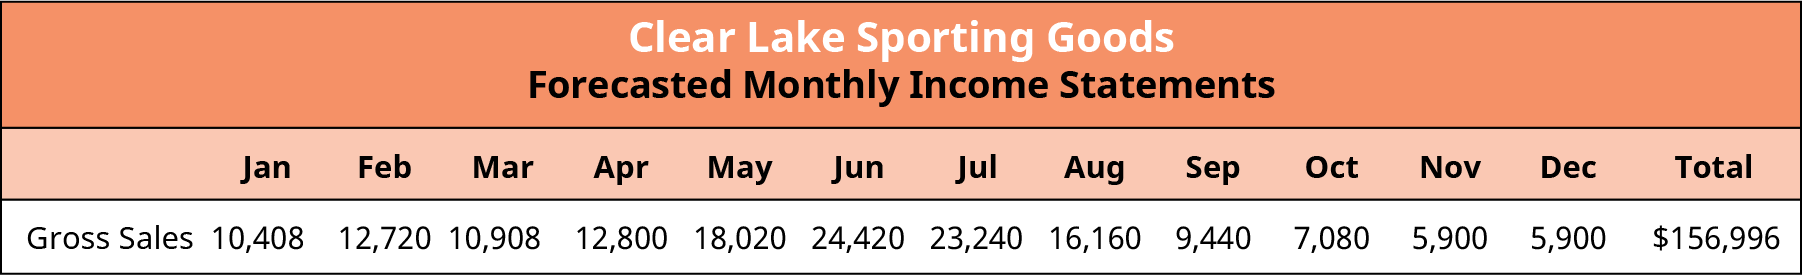 Clear Lake Sporting Goods
Forecasted Monthly Income Statements
Jan Feb Mar Apr May Jun Jul Aug Sep Oct Nov Dec Total
Gross Sales 10,408 12,720 10,908 12,800 18,020 24,420 23,240 16,160 9,440 7,080 5,900 5,900 $156,996